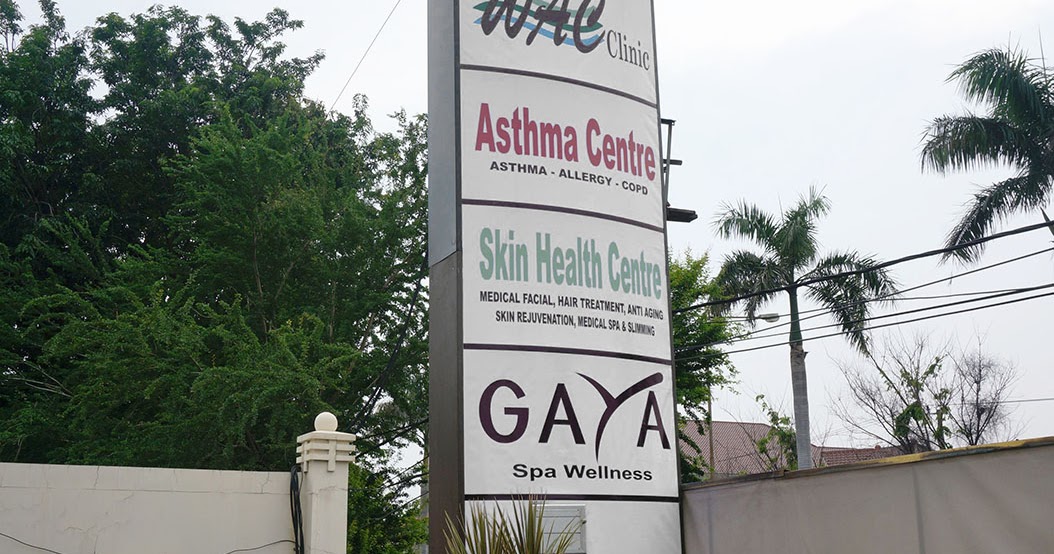 WAC Clinic
Asthma Centre
ASTHMA - ALLERGY - COPD
Skin Health Centre
MEDICAL FACIAL, HAIR TREATMENT, ANTI AGING
SKIN REJUVENATION, MEDICAL SPA & SLIMMING
GAYA
Spa Wellness